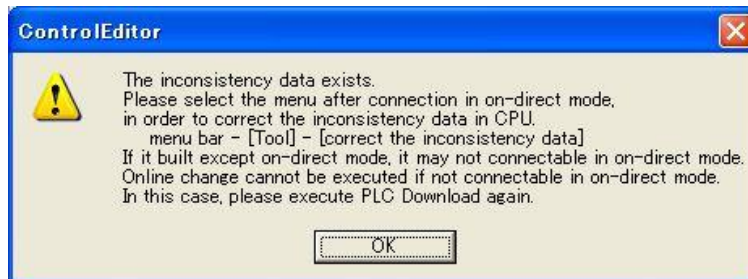 ControlEditor
The inconsistency data exists.
Please select the menu after connection in on-direct mode,
in order to correct the inconsistency data in CPU.
menu bar - [Tool] - [correct the inconsistency data]
If it built except on-direct mode, it may not connectable in on-direct mode.
Online change cannot be executed if not connectable in on-direct mode.
In this case, please execute PLC Download again.
OK